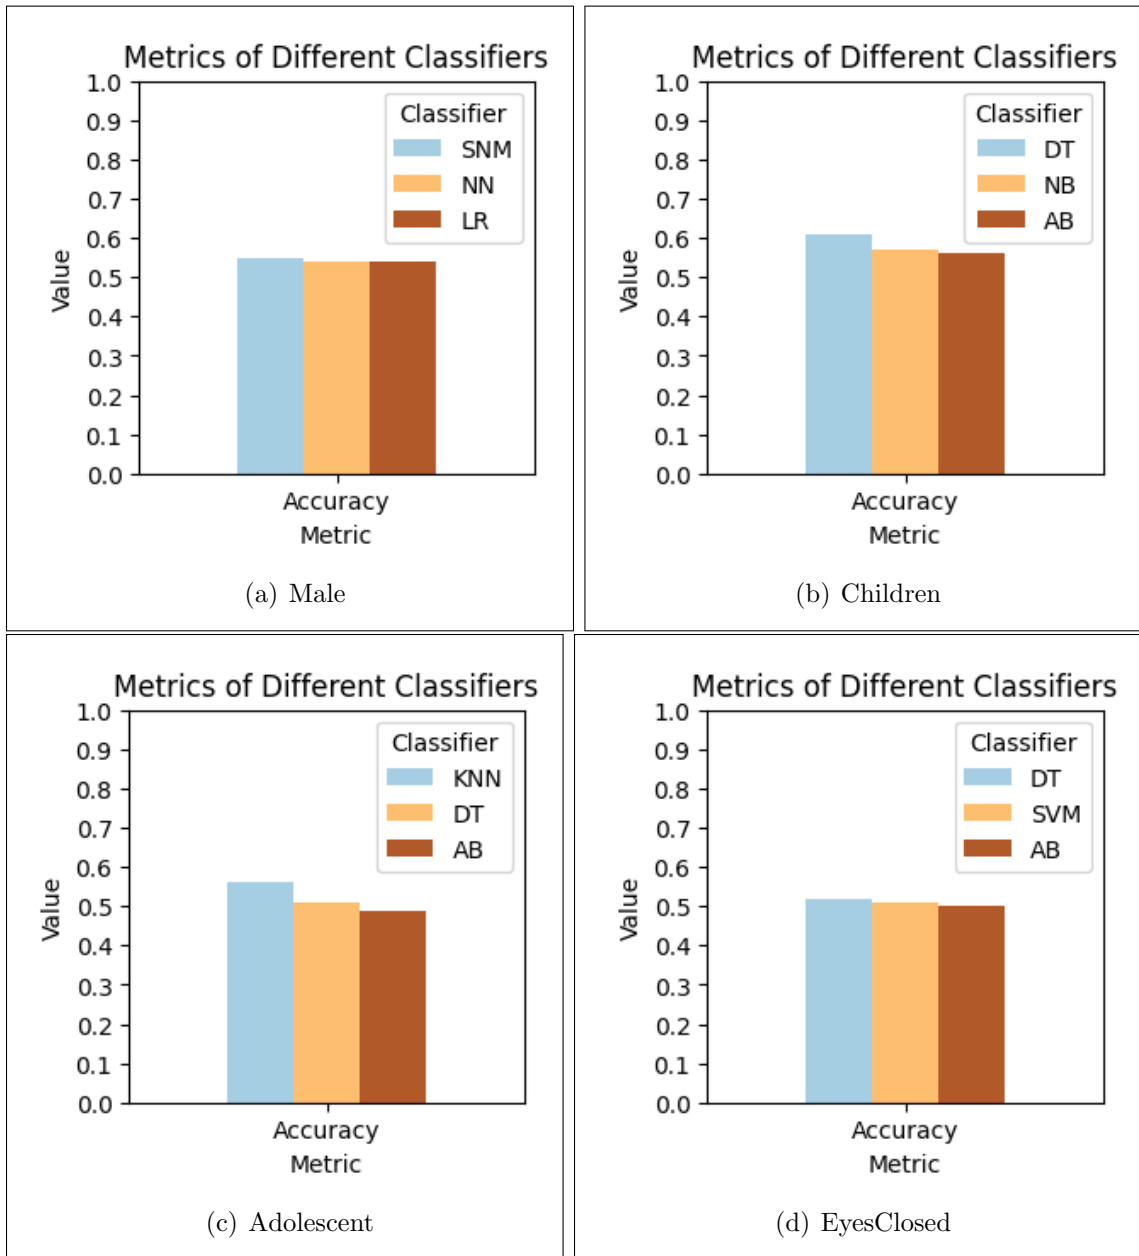 Metrics of Different Classifiers
1.0
0.9
0.8
0.7
0.6
0.5
0.4
0.3
0.2
0.1
0.0
Value
Classifier
SNM
NN
LR
Accuracy
Metric
(a) Male
Metrics of Different Classifiers
1.0
0.9
0.8
0.7
0.6
0.5
0.4
0.3
0.2
0.1
0.0
Value
Classifier
DT
NB
AB
Accuracy
Metric
(b) Children
Metrics of Different Classifiers
1.0
0.9
0.8
0.7
0.6
0.5
0.4
0.3
0.2
0.1
0.0
Value
Classifier
KNN
DT
AB
Accuracy
Metric
(c) Adolescent
Metrics of Different Classifiers
1.0
0.9
0.8
0.7
0.6
0.5
0.4
0.3
0.2
0.1
0.0
Value
Classifier
DT
SVM
AB
Accuracy
Metric
(d) EyesClosed